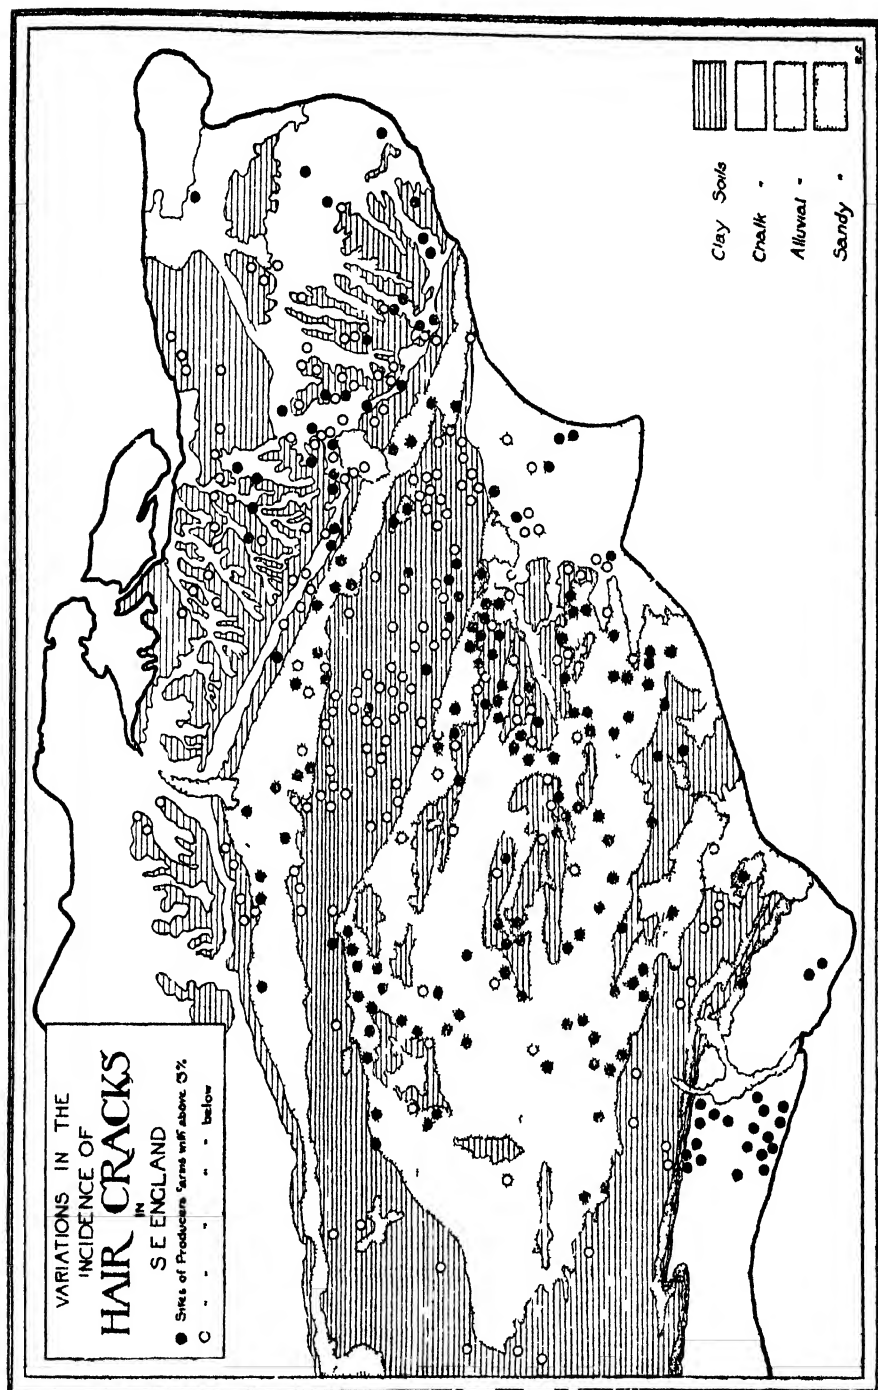 VARIATIONS IN THE
INCIDENCE OF
HAIR CRACKS
IN
S E ENGLAND
● Sites of Producers Farms with above 3%
○ " " " " " below
Clay Soils
Chalk "
Alluvial "
Sandy "